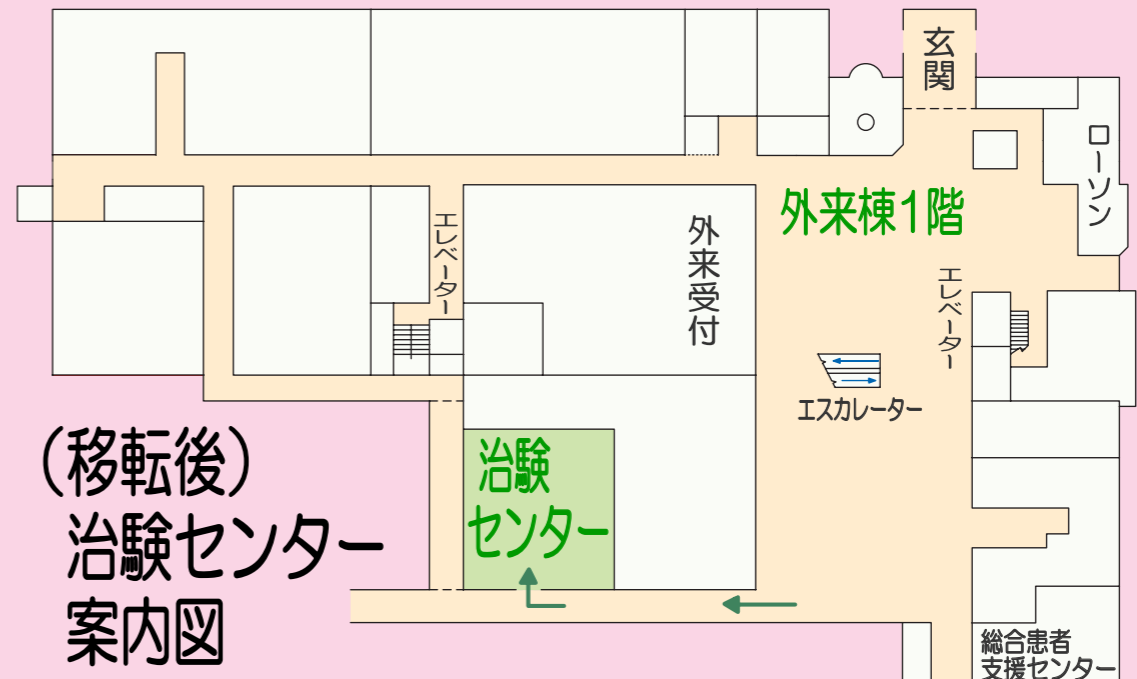 玄関
ローソン
外来棟1階
エレベーター
外来受付
エレベーター
エスカレーター
治験
センター
（移転後）
治験センター
案内図
総合患者
支援センター